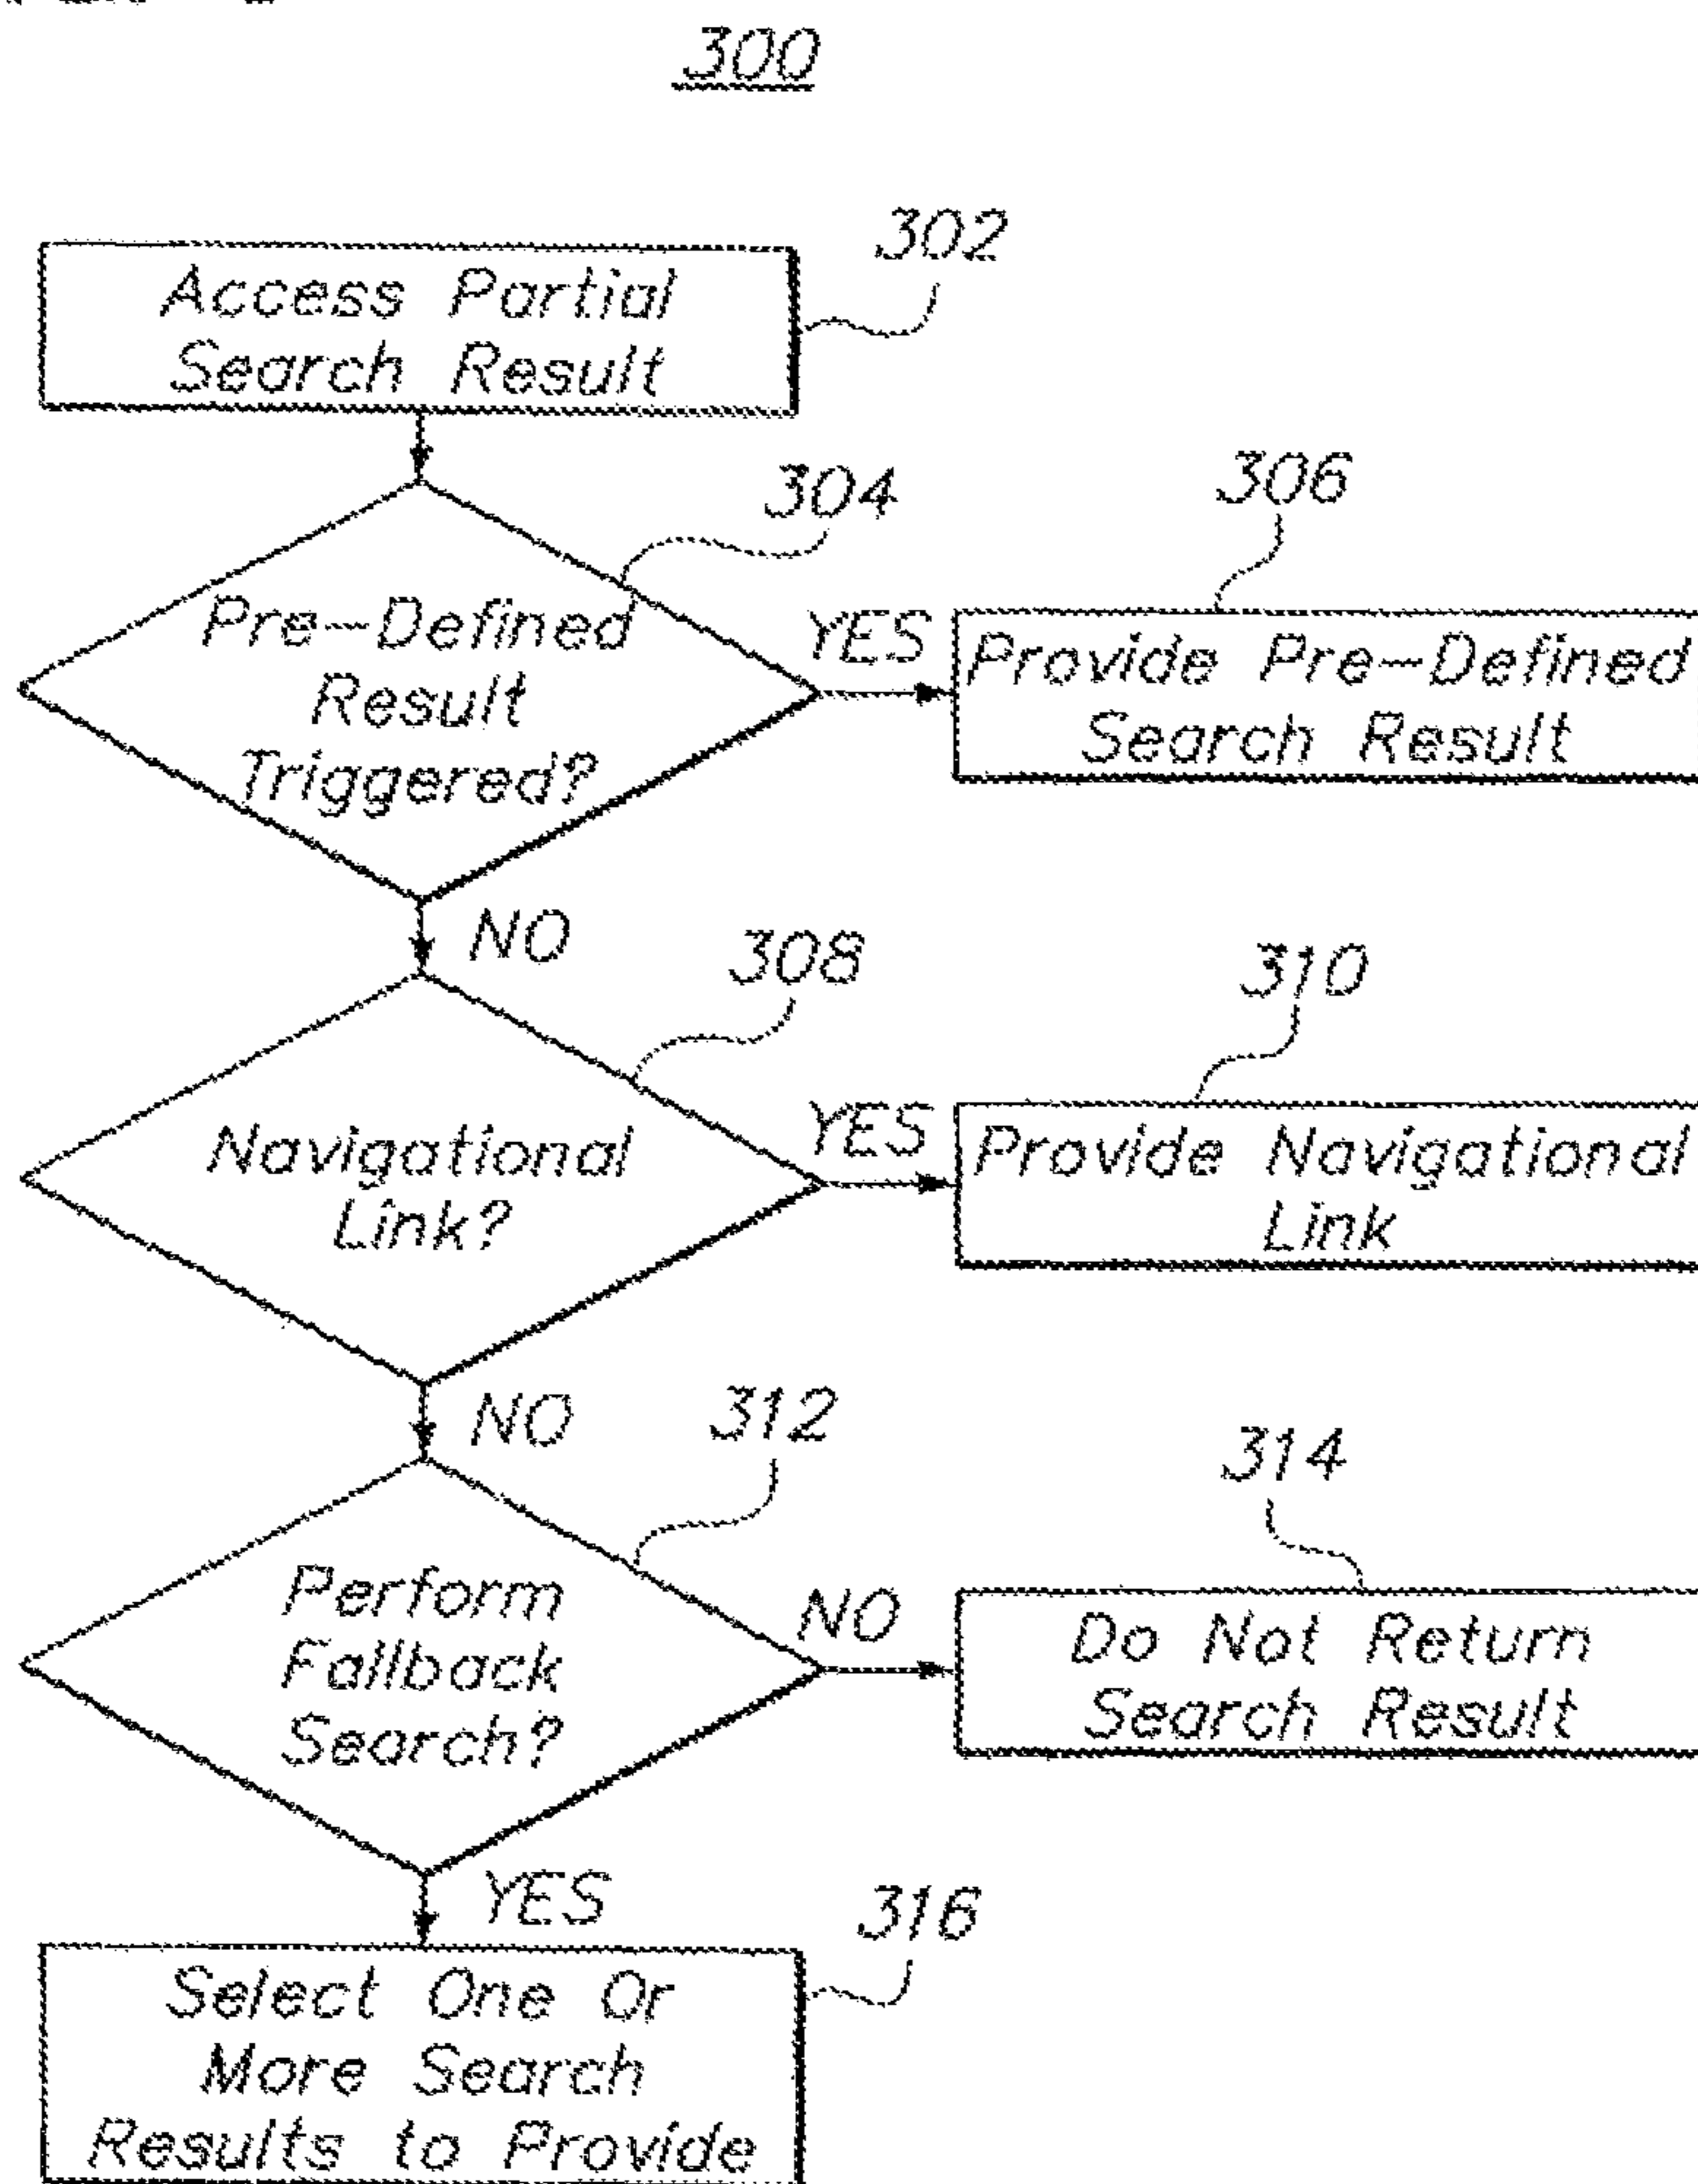 300
302
Access Partial
Search Result
304
Pre-Defined
Result
Triggered?
YES
306
Provide Pre-Defined
Search Result
NO
308
Navigational
Link?
YES
310
Provide Navigational
Link
NO
312
Perform
Fallback
Search?
NO
314
Do Not Return
Search Result
YES
316
Select One Or
More Search
Results to Provide